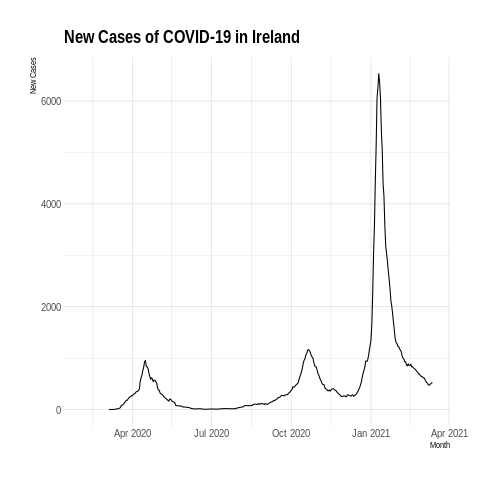 New Cases of COVID-19 in Ireland
New Cases
6000
4000
2000
0
Apr 2020 Jul 2020 Oct 2020 Jan 2021 Apr 2021
Month